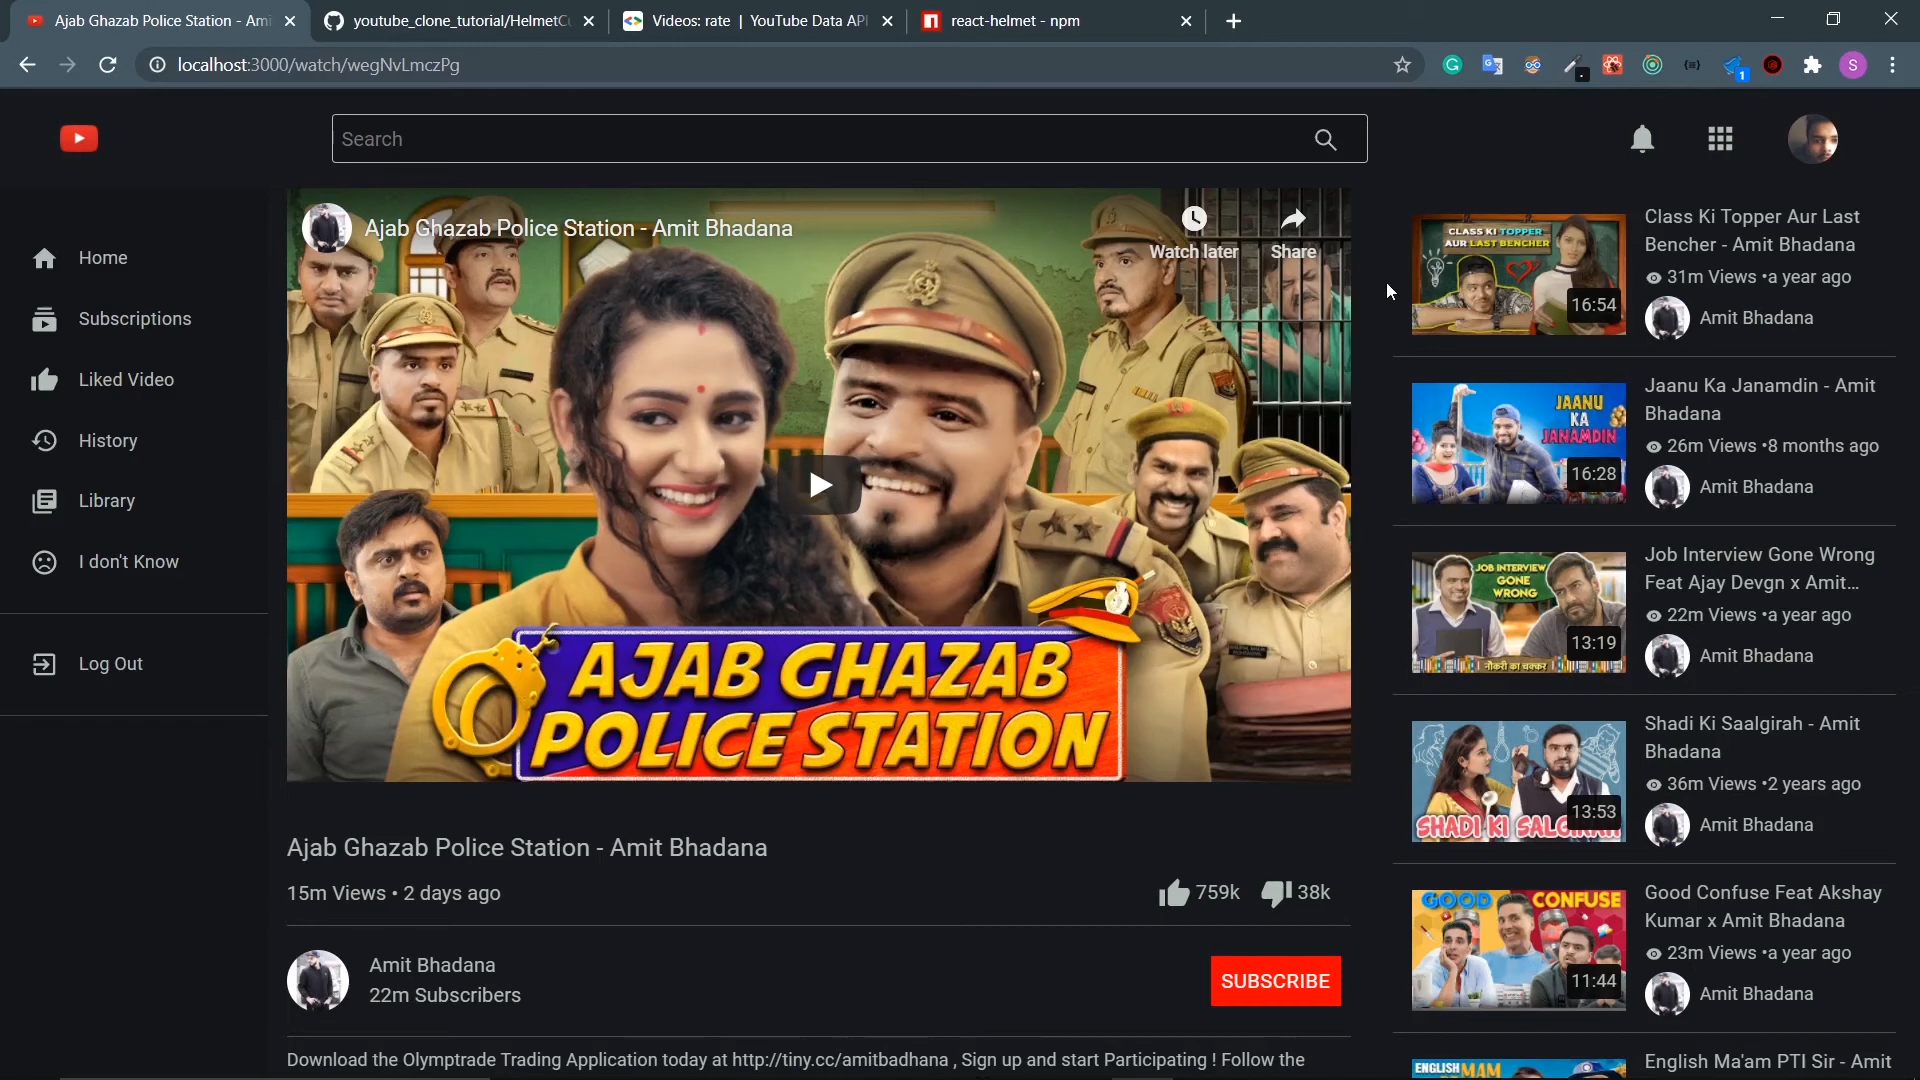 Ajab Ghazab Police Station - Ami
youtube_clone_tutorial/HelmetCu
Videos: rate | YouTube Data API
react-helmet - npm
localhost:3000/watch/wegNvLmczPg
1
S
Search
Home
Subscriptions
Liked Video
History
Library
I don't Know
Log Out
Ajab Ghazab Police Station - Amit Bhadana
Watch later
Share
AJAB GHAZAB
POLICE STATION
Ajab Ghazab Police Station - Amit Bhadana
15m Views • 2 days ago
759k
38k
Amit Bhadana
22m Subscribers
SUBSCRIBE
Download the Olymptrade Trading Application today at http://tiny.cc/amitbadhana , Sign up and start Participating ! Follow the
CLASS KI TOPPER
AUR LAST BENCHER
16:54
Class Ki Topper Aur Last
Bencher - Amit Bhadana
31m Views •a year ago
Amit Bhadana
JAANU
KA
JANAMDIN
16:28
Jaanu Ka Janamdin - Amit
Bhadana
26m Views •8 months ago
Amit Bhadana
JOB INTERVIEW
GONE
WRONG
नौकरी का चक्कर
13:19
Job Interview Gone Wrong
Feat Ajay Devgn x Amit...
22m Views •a year ago
Amit Bhadana
SHADI KI SALGIRAH
13:53
Shadi Ki Saalgirah - Amit
Bhadana
36m Views •2 years ago
Amit Bhadana
GOOD CONFUSE
11:44
Good Confuse Feat Akshay
Kumar x Amit Bhadana
23m Views •a year ago
Amit Bhadana
ENGLISH MAM
English Ma'am PTI Sir - Amit